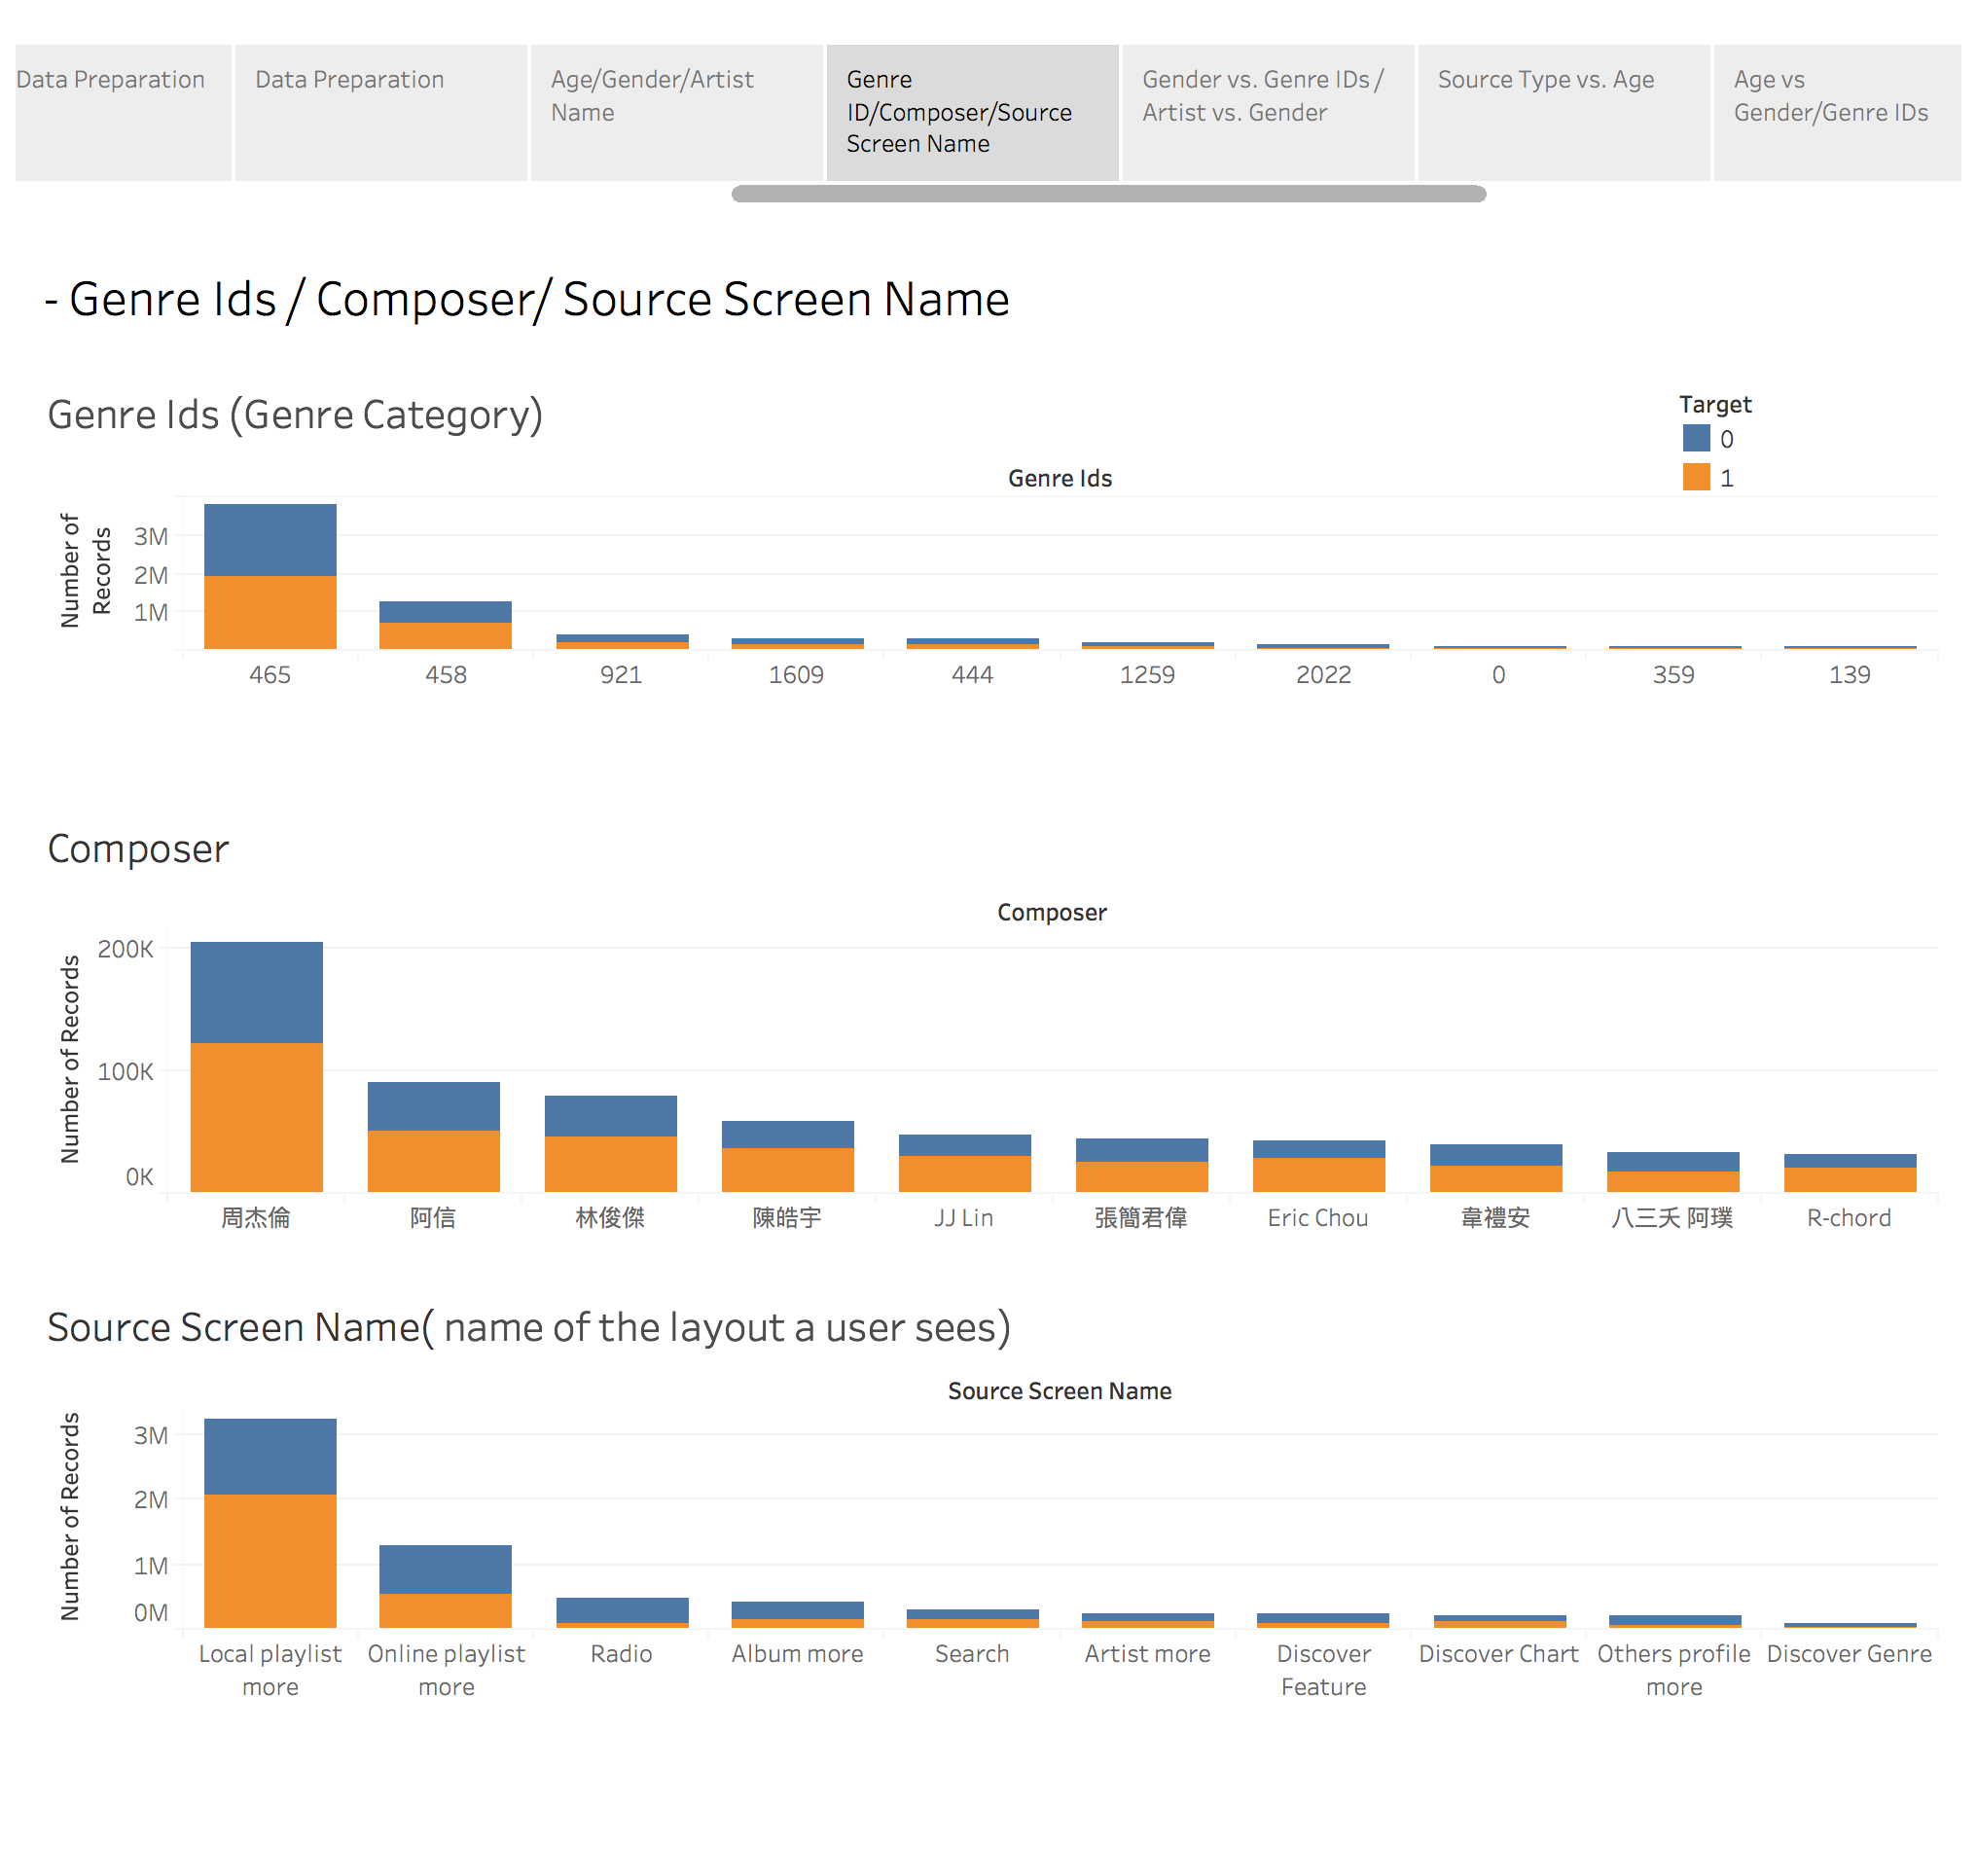 Data Preparation
Data Preparation
Age/Gender/Artist
Name
Genre
ID/Composer/Source
Screen Name
Gender vs. Genre IDs /
Artist vs. Gender
Source Type vs. Age
Age vs
Gender/Genre IDs
- Genre Ids / Composer/ Source Screen Name
Genre Ids (Genre Category)
Target
0
1
Genre Ids
Number of
Records
3M
2M
1M
465 458 921 1609 444 1259 2022 0 359 139
Composer
Composer
Number of Records
200K
100K
0K
周杰倫 阿信 林俊傑 陳皓宇 JJ Lin 張簡君偉 Eric Chou 韋禮安 八三夭 阿璞 R-chord
Source Screen Name( name of the layout a user sees)
Source Screen Name
Number of Records
3M
2M
1M
0M
Local playlist
more
Online playlist
more
Radio
Album more
Search
Artist more
Discover
Feature
Discover Chart
Others profile
more
Discover Genre